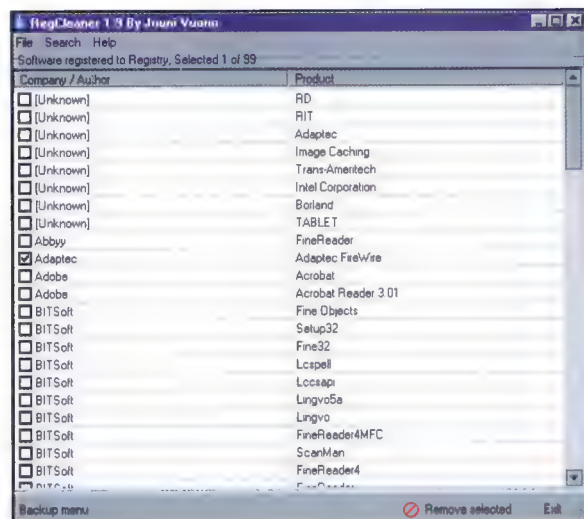 RegCleaner 1.9 By Jouni Vuorio
File Search Help
Software registered to Registry, Selected 1 of 99
Company / Author Product
[Unknown] RD
[Unknown] RIT
[Unknown] Adaptec
[Unknown] Image Caching
[Unknown] Trans-Ameritech
[Unknown] Intel Corporation
[Unknown] Borland
[Unknown] TABLET
Abbyy FineReader
Adaptec Adaptec FireWire
Adobe Acrobat
Adobe Acrobat Reader 3.01
BITSoft Fine Objects
BITSoft Setup32
BITSoft Fine32
BITSoft Lcspell
BITSoft Lccsapi
BITSoft Lingvo5a
BITSoft Lingvo
BITSoft FineReader4MFC
BITSoft ScanMan
BITSoft FineReader4
Backup menu Remove selected Exit